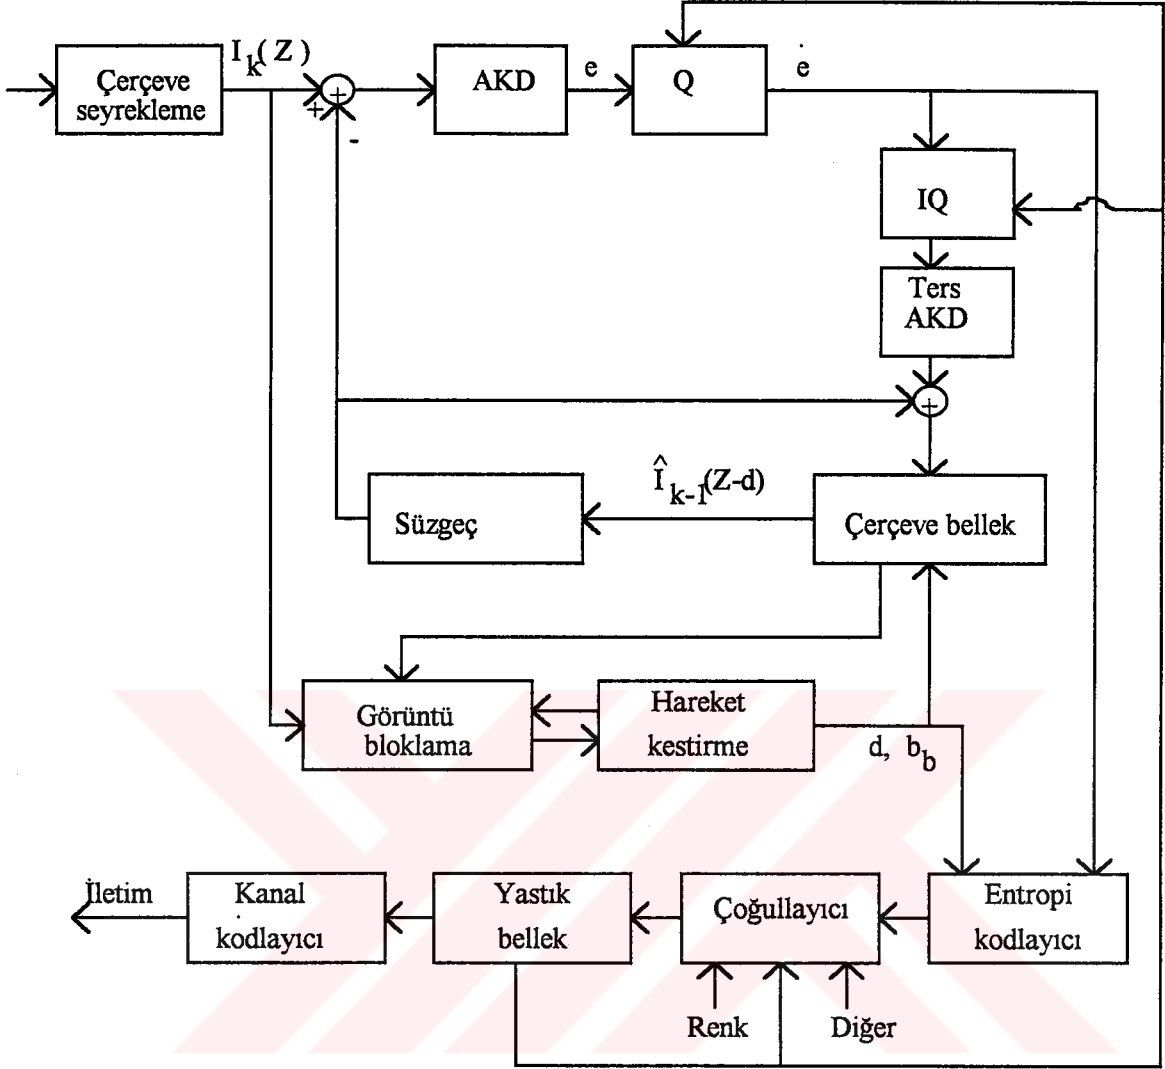 I_k(Z)
Çerçeve
seyrekleme
+
+
-
AKD
e
Q
ė
IQ
Ters
AKD
+
Î_k-1(Z-d)
Süzgeç
Çerçeve bellek
Görüntü
bloklama
Hareket
kestirme
d, b_b
İletim
Kanal
kodlayıcı
Yastık
bellek
Çoğullayıcı
Entropi
kodlayıcı
Renk
Diğer